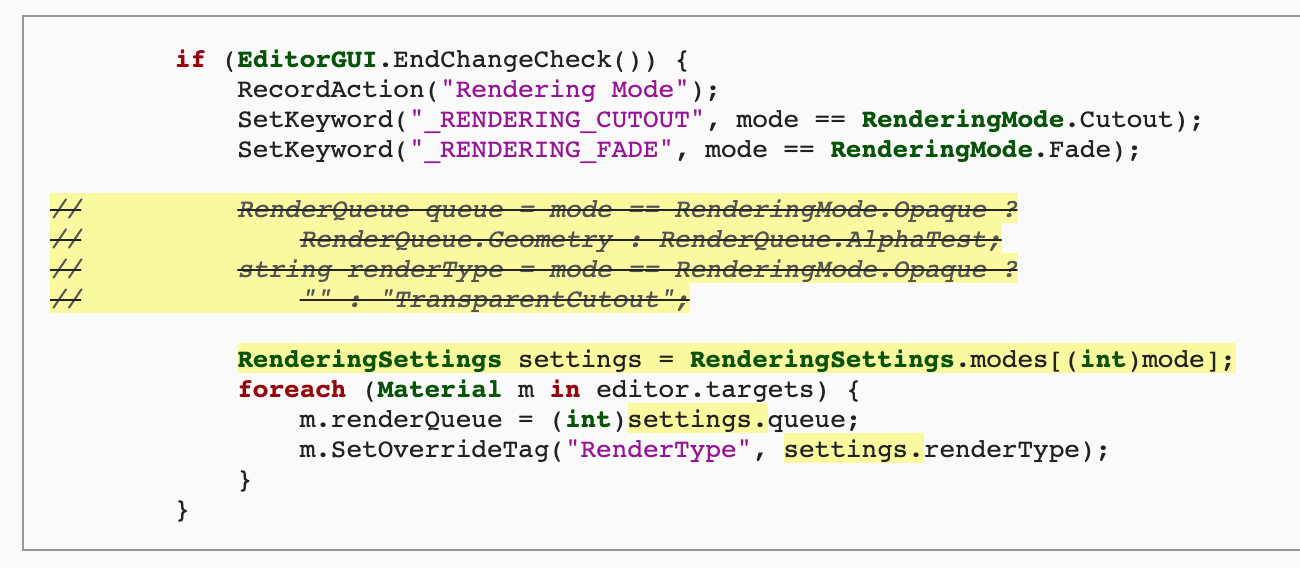 if (EditorGUI.EndChangeCheck()) {
RecordAction("Rendering Mode");
SetKeyword("_RENDERING_CUTOUT", mode == RenderingMode.Cutout);
SetKeyword("_RENDERING_FADE", mode == RenderingMode.Fade);
// RenderQueue queue = mode == RenderingMode.Opaque ?
// RenderQueue.Geometry : RenderQueue.AlphaTest;
// string renderType = mode == RenderingMode.Opaque ?
// "" : "TransparentCutout";
RenderingSettings settings = RenderingSettings.modes[(int)mode];
foreach (Material m in editor.targets) {
m.renderQueue = (int)settings.queue;
m.SetOverrideTag("RenderType", settings.renderType);
}
}